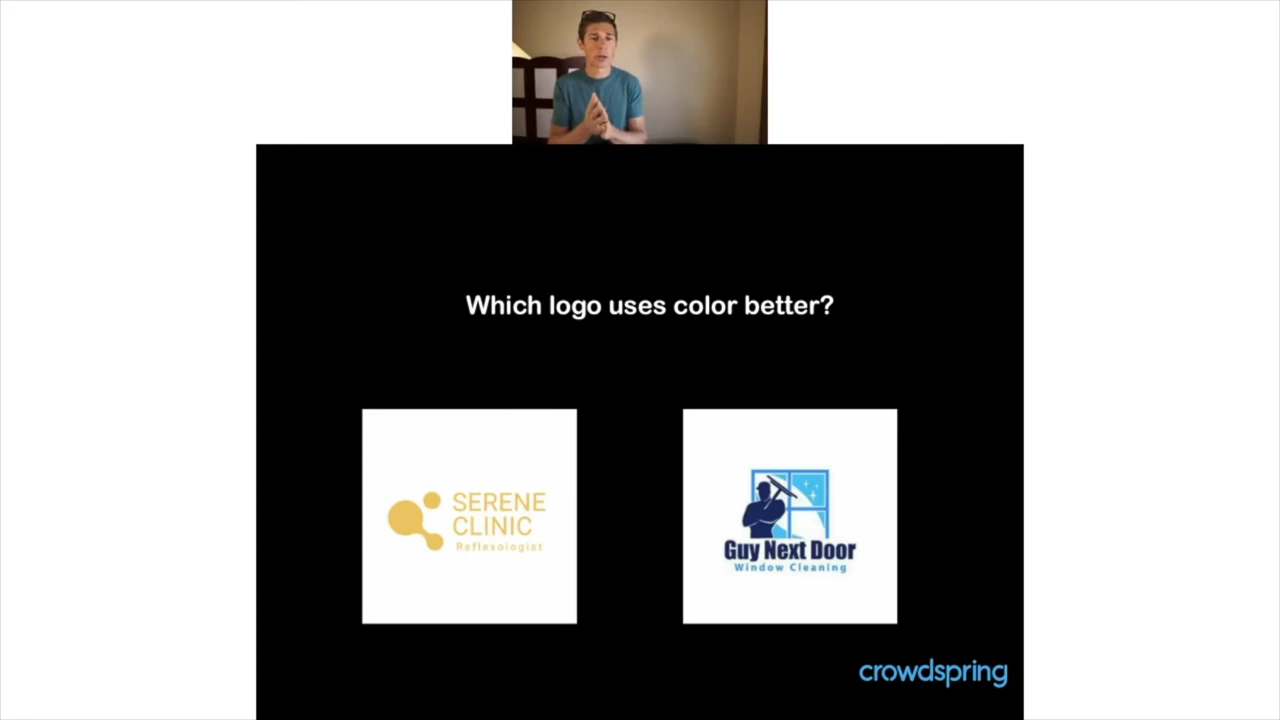 Which logo uses color better?
SERENE
CLINIC
Reflexologist
Guy Next Door
Window Cleaning
crowdspring